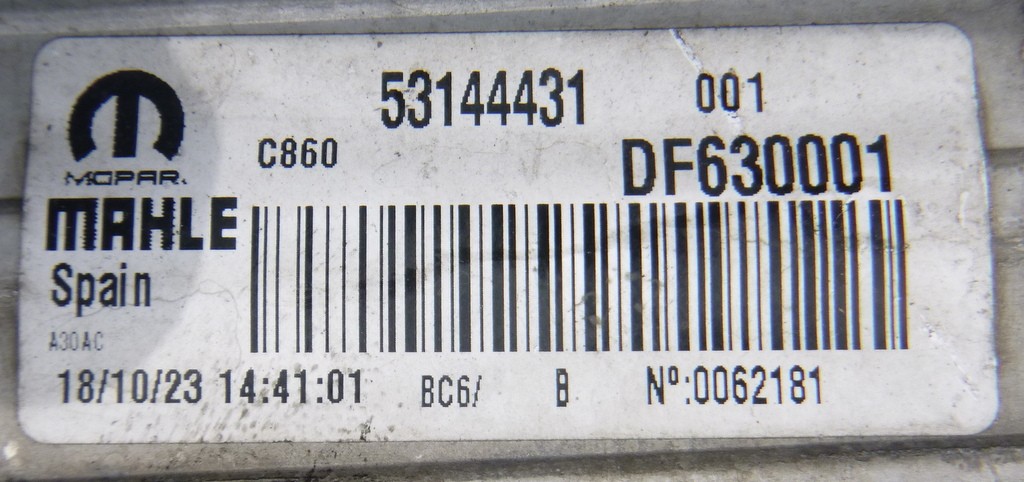 53144431 001
C860 DF630001
MOPAR.
MAHLE
Spain
A30AC
18/10/23 14:41:01 BC6/ B Nº:0062181